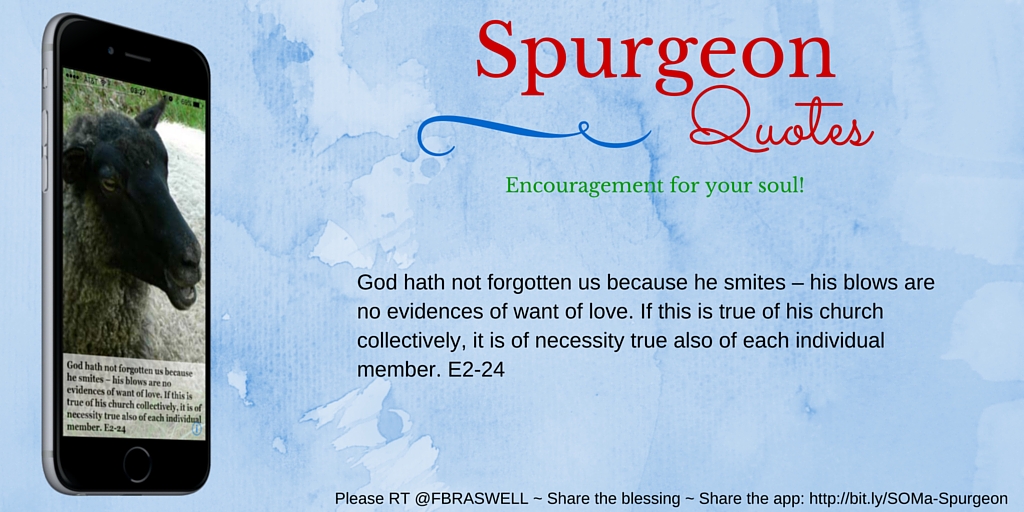 Spurgeon
Quotes
Encouragement for your soul!
God hath not forgotten us because he smites – his blows are
no evidences of want of love. If this is true of his church
collectively, it is of necessity true also of each individual
member. E2-24
AT&T
God hath not forgotten us because
he smites – his blows are no
evidences of want of love. If this is
true of his church collectively, it is of
necessity true also of each individual
member. E2-24
Please RT @FBRASWELL ~ Share the blessing ~ Share the app: http://bit.ly/SOMa-Spurgeon